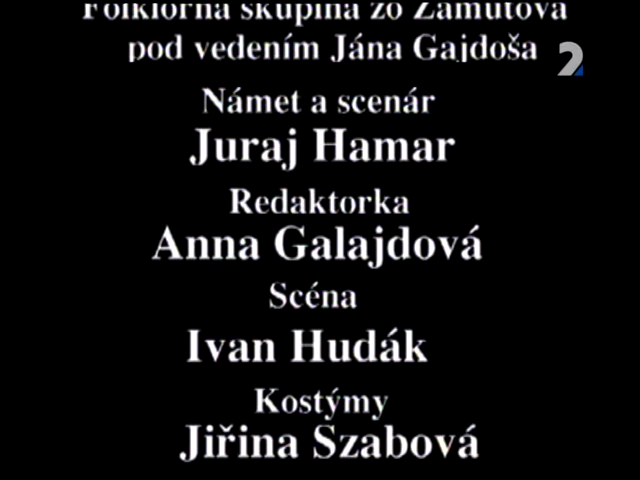 Folklórna skupina zo Zámutova
pod vedením Jána Gajdoša
2
Námet a scenár
Juraj Hamar
Redaktorka
Anna Galajdová
Scéna
Ivan Hudák
Kostýmy
Jiřina Szabová